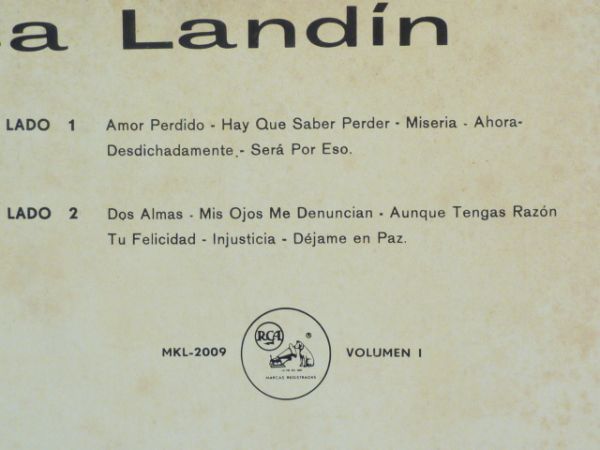 a Landín
LADO 1 Amor Perdido - Hay Que Saber Perder - Miseria - Ahora-
Desdichadamente - Será Por Eso.
LADO 2 Dos Almas - Mis Ojos Me Denuncian - Aunque Tengas Razón
Tu Felicidad - Injusticia - Déjame en Paz.
RCA
®
MKL-2009 VOLUMEN I
MARCAS REGISTRADAS